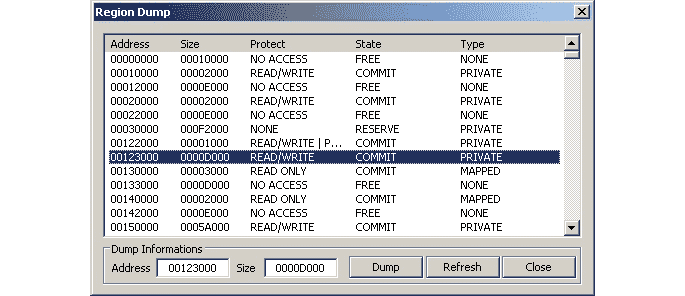 Region Dump
Address Size Protect State Type
00000000 00010000 NO ACCESS FREE NONE
00010000 00002000 READ/WRITE COMMIT PRIVATE
00012000 0000E000 NO ACCESS FREE NONE
00020000 00002000 READ/WRITE COMMIT PRIVATE
00022000 0000E000 NO ACCESS FREE NONE
00030000 000F2000 NONE RESERVE PRIVATE
00122000 00001000 READ/WRITE | P... COMMIT PRIVATE
00123000 0000D000 READ/WRITE COMMIT PRIVATE
00130000 00003000 READ ONLY COMMIT MAPPED
00133000 0000D000 NO ACCESS FREE NONE
00140000 00002000 READ ONLY COMMIT MAPPED
00142000 0000E000 NO ACCESS FREE NONE
00150000 0005A000 READ/WRITE COMMIT PRIVATE
Dump Informations
Address 00123000 Size 0000D000 Dump Refresh Close